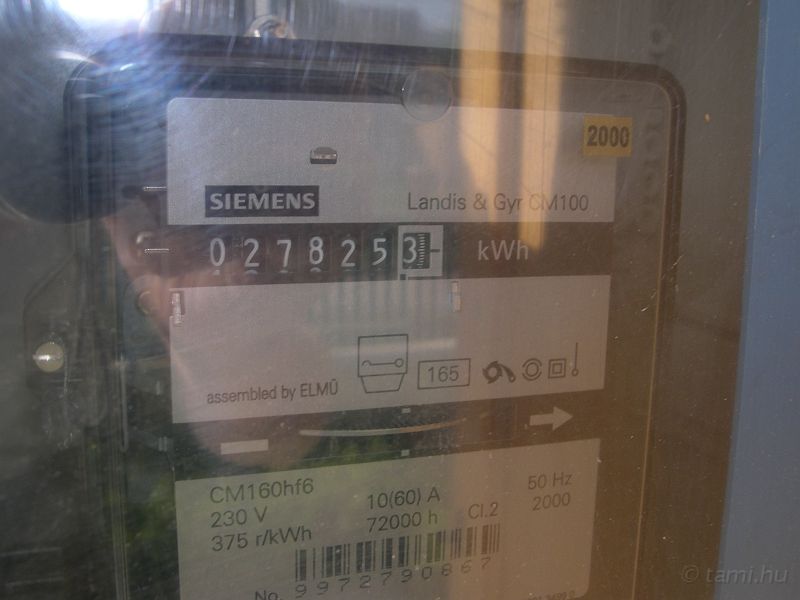 2000
SIEMENS Landis & Gyr CM100
0278253 kWh
165
assembled by ELMŰ
CM160hf6 10(60) A 50 Hz
230 V 72000 h Cl.2 2000
375 r/kWh
No. 9972790867
© tami.hu